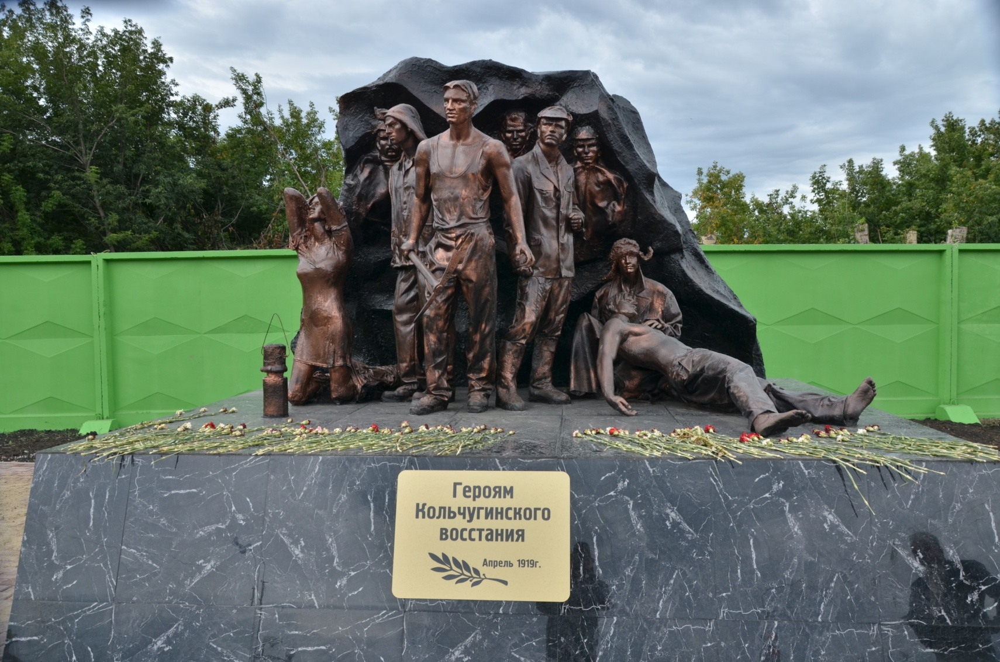 Героям
Кольчугинского
восстания
Апрель 1919г.